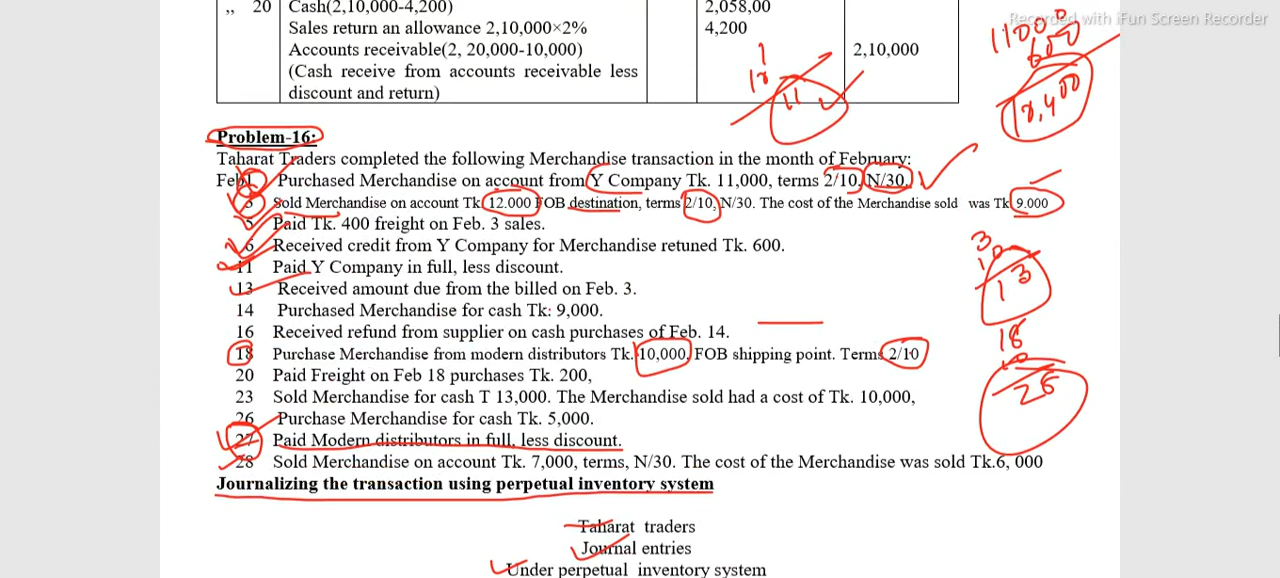 ,, 20 Cash(2,10,000-4,200) 2,058,00
Sales return an allowance 2,10,000×2% 4,200
Accounts receivable(2, 20,000-10,000) 2,10,000
(Cash receive from accounts receivable less
discount and return)
Recorded with iFun Screen Recorder
11000
600
10,400
1
10
11
Problem-16:
Taharat Traders completed the following Merchandise transaction in the month of February:
Feb Purchased Merchandise on account from Y Company Tk. 11,000, terms 2/10, N/30.
3 Sold Merchandise on account Tk 12.000 FOB destination, terms 2/10, N/30. The cost of the Merchandise sold was Tk 9.000
5 Paid Tk. 400 freight on Feb. 3 sales.
6 Received credit from Y Company for Merchandise retuned Tk. 600.
11 Paid Y Company in full, less discount.
13 Received amount due from the billed on Feb. 3.
14 Purchased Merchandise for cash Tk: 9,000.
16 Received refund from supplier on cash purchases of Feb. 14.
18 Purchase Merchandise from modern distributors Tk. 10,000, FOB shipping point. Terms 2/10
20 Paid Freight on Feb 18 purchases Tk. 200,
23 Sold Merchandise for cash T 13,000. The Merchandise sold had a cost of Tk. 10,000,
26 Purchase Merchandise for cash Tk. 5,000.
27 Paid Modern distributors in full, less discount.
28 Sold Merchandise on account Tk. 7,000, terms, N/30. The cost of the Merchandise was sold Tk.6, 000
3
10
13
18
10
28
Journalizing the transaction using perpetual inventory system
Taharat traders
Journal entries
Under perpetual inventory system